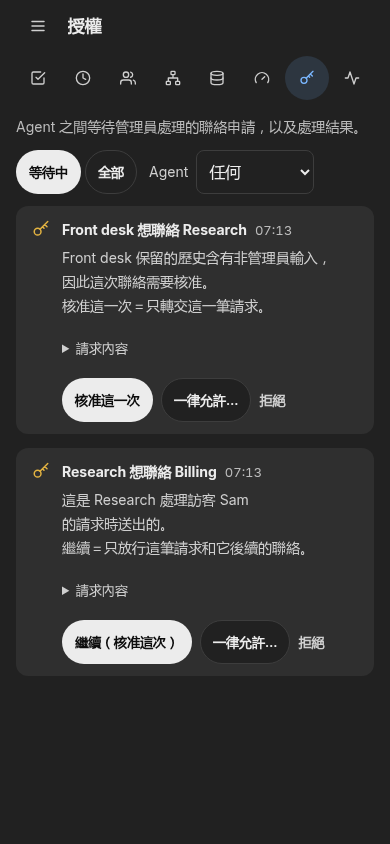 授權
Agent 之間等待管理員處理的聯絡申請，以及處理結果。
等待中 全部 Agent 任何
Front desk 想聯絡 Research 07:13
Front desk 保留的歷史含有非管理員輸入，
因此這次聯絡需要核准。
核准這一次＝只轉交這一筆請求。
▶ 請求內容
核准這一次 一律允許… 拒絕
Research 想聯絡 Billing 07:13
這是 Research 處理訪客 Sam
的請求時送出的。
繼續＝只放行這筆請求和它後續的聯絡。
▶ 請求內容
繼續（核准這次） 一律允許… 拒絕